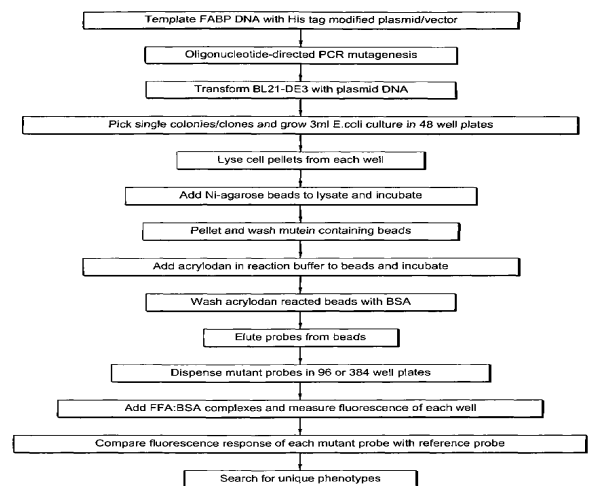 Template FABP DNA with His tag modified plasmid/vector
Oligonucleotide-directed PCR mutagenesis
Transform BL21-DE3 with plasmid DNA
Pick single colonies/clones and grow 3ml E.coli culture in 48 well plates
Lyse cell pellets from each well
Add Ni-agarose beads to lysate and incubate
Pellet and wash mutein containing beads
Add acrylodan in reaction buffer to beads and incubate
Wash acrylodan reacted beads with BSA
Elute probes from beads
Dispense mutant probes in 96 or 384 well plates
Add FFA:BSA complexes and measure fluorescence of each well
Compare fluorescence response of each mutant probe with reference probe
Search for unique phenotypes